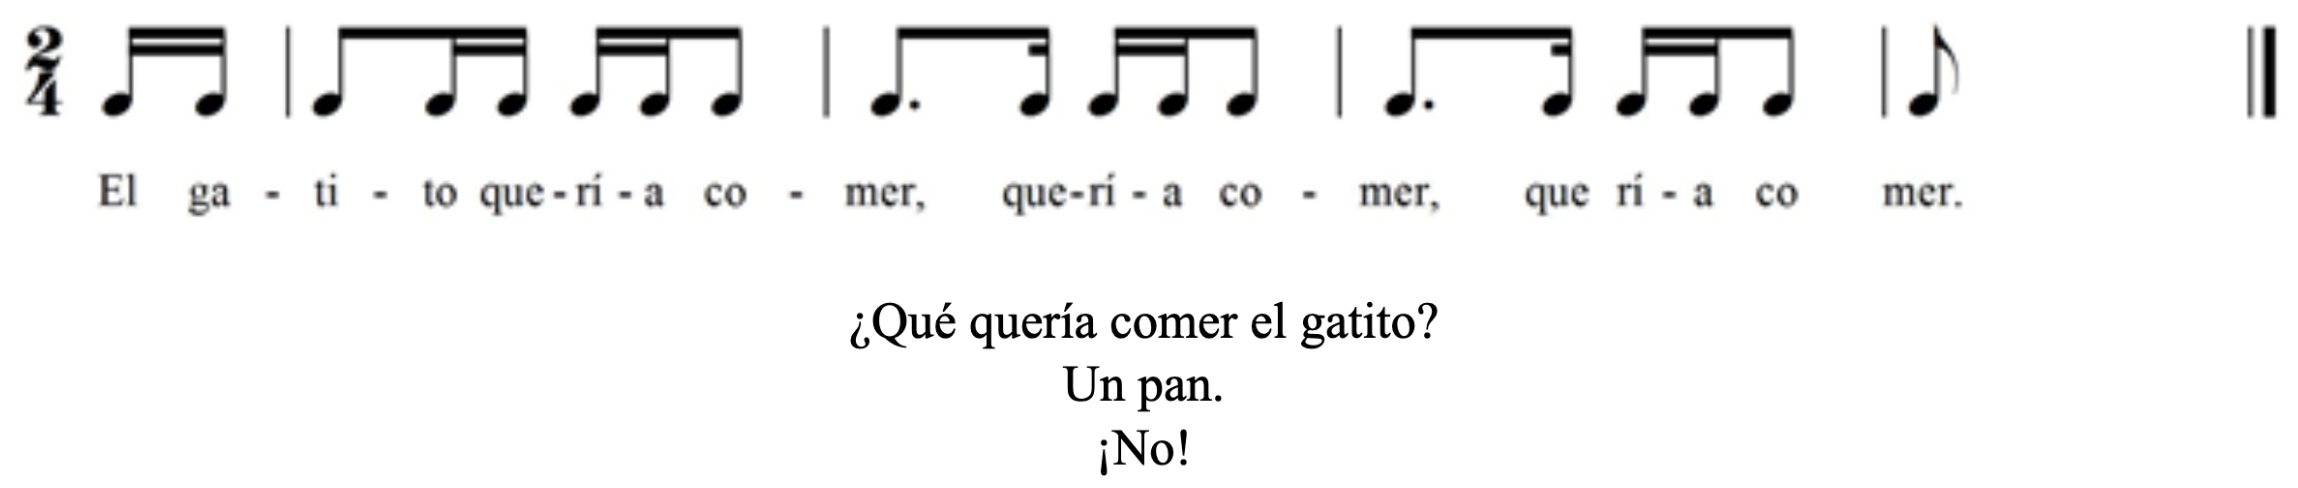 2
4
El ga - ti - to que - rí - a co - mer, que-rí - a co - mer, que rí - a co mer.
¿Qué quería comer el gatito?
Un pan.
¡No!